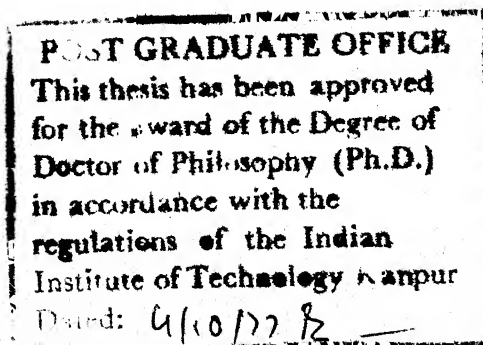 POST GRADUATE OFFICE
This thesis has been approved
for the award of the Degree of
Doctor of Philosophy (Ph.D.)
in accordance with the
regulations of the Indian
Institute of Technology Kanpur
Dated: 4/10/77